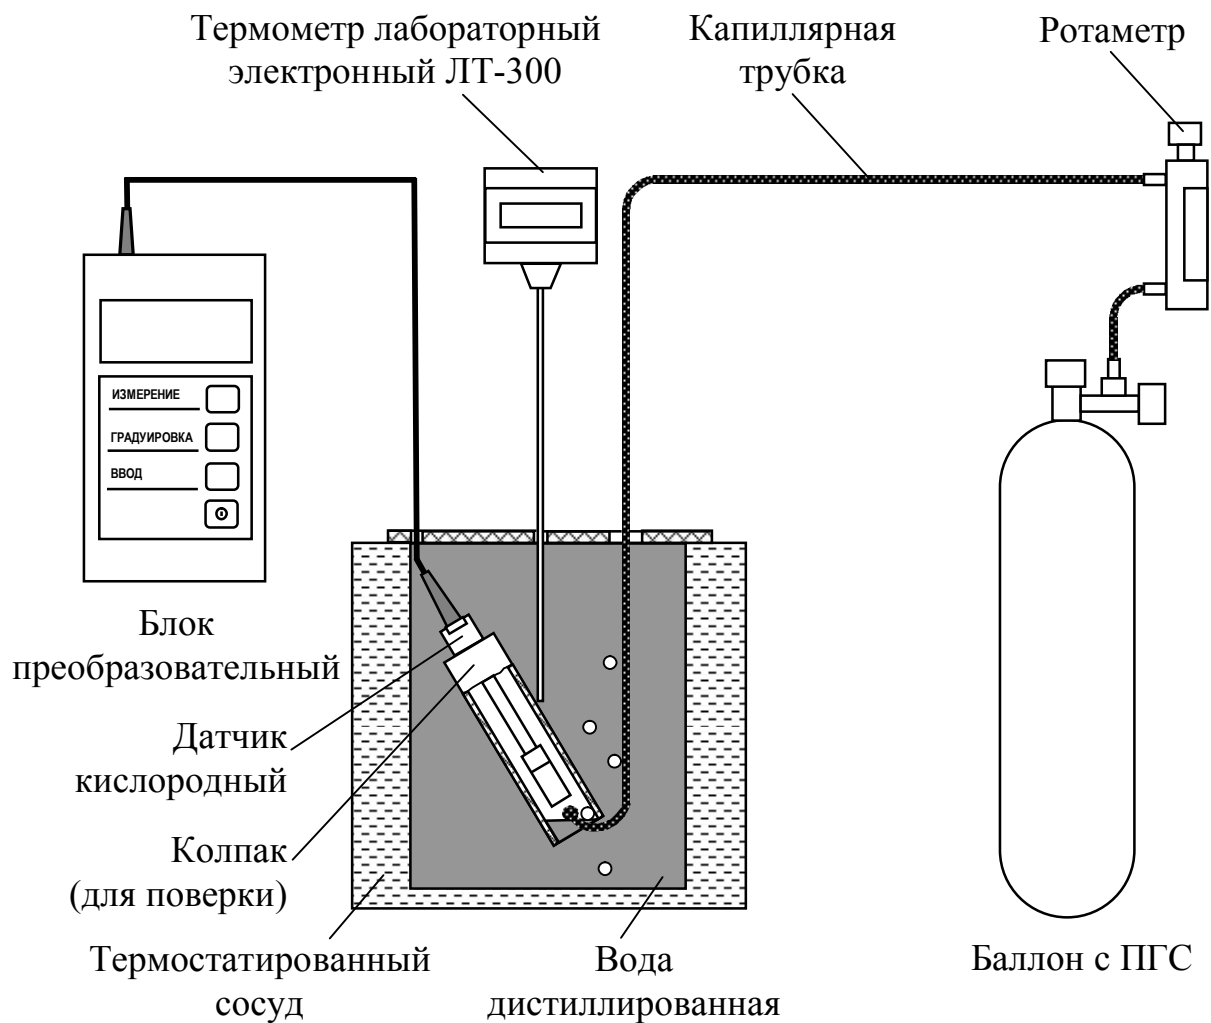 Термометр лабораторный
электронный ЛТ-300
Капиллярная
трубка
Ротаметр
ИЗМЕРЕНИЕ
ГРАДУИРОВКА
ВВОД
Блок
преобразовательный
Датчик
кислородный
Колпак
(для поверки)
Термостатированный
сосуд
Вода
дистиллированная
Баллон с ПГС